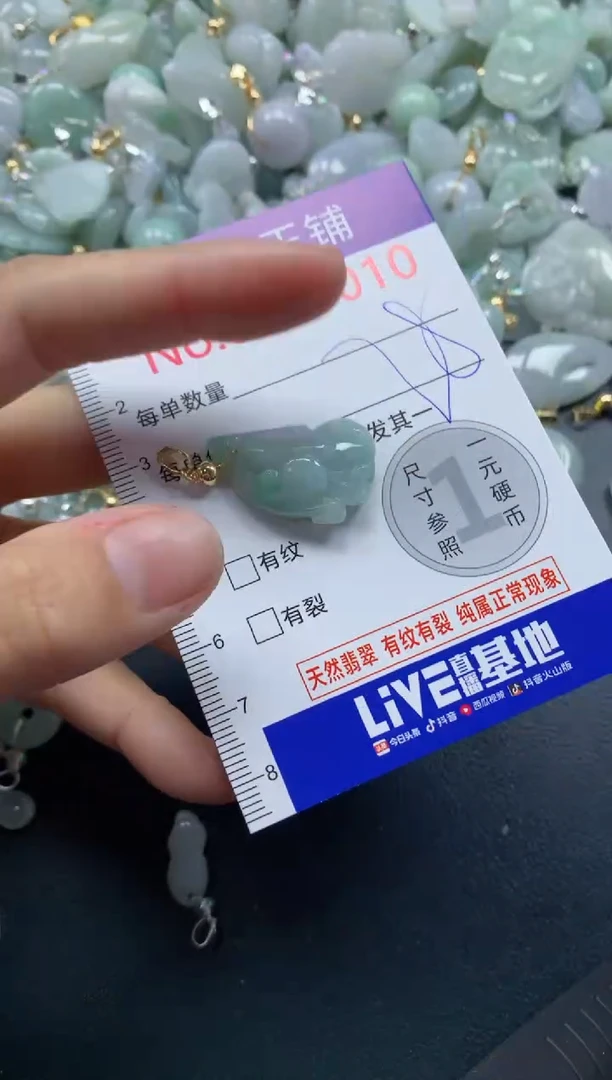 铺
No.
010
2
每单数量
3
发其一
尺寸参照
1
一元硬币
有纹
有裂
6
7
8
天然翡翠 有纹有裂 纯属正常现象
LiVE直播基地
今日头条 抖音 西瓜视频 抖音火山版